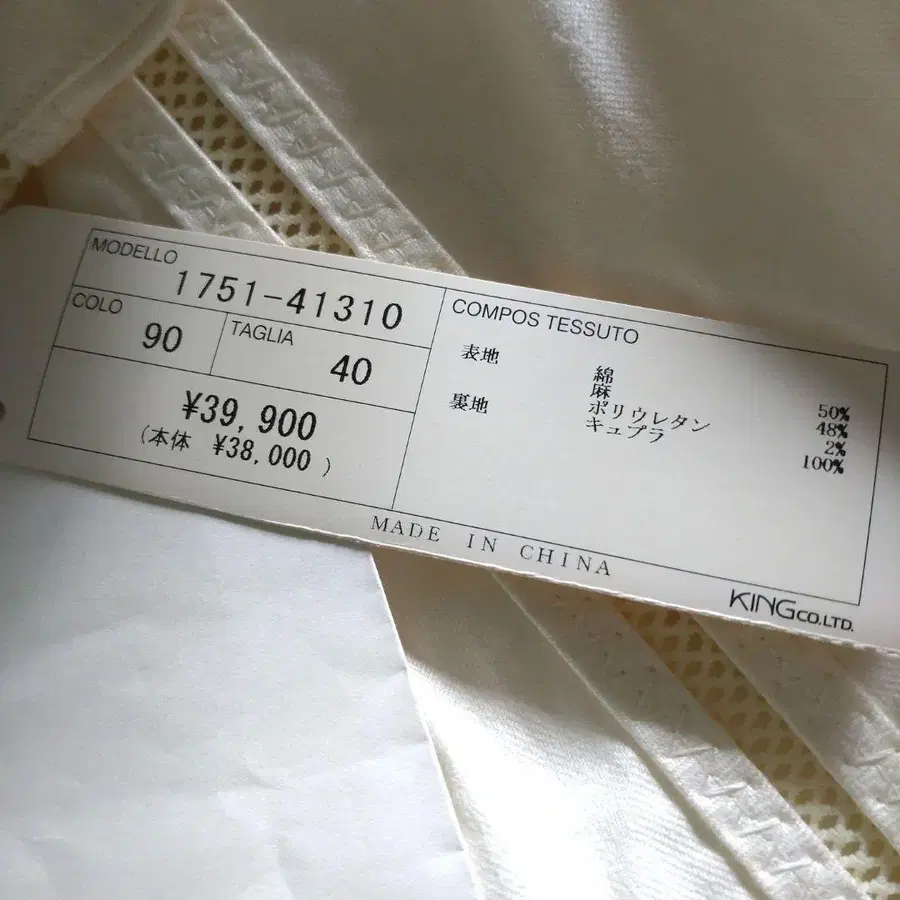 MODELLO
1751-41310
COLO
90
TAGLIA
40
¥39,900
(本体 ¥38,000 )
COMPOS TESSUTO
表地 綿 50%
麻 48%
ポリウレタン 2%
裏地 キュプラ 100%
MADE IN CHINA
KING CO.LTD.